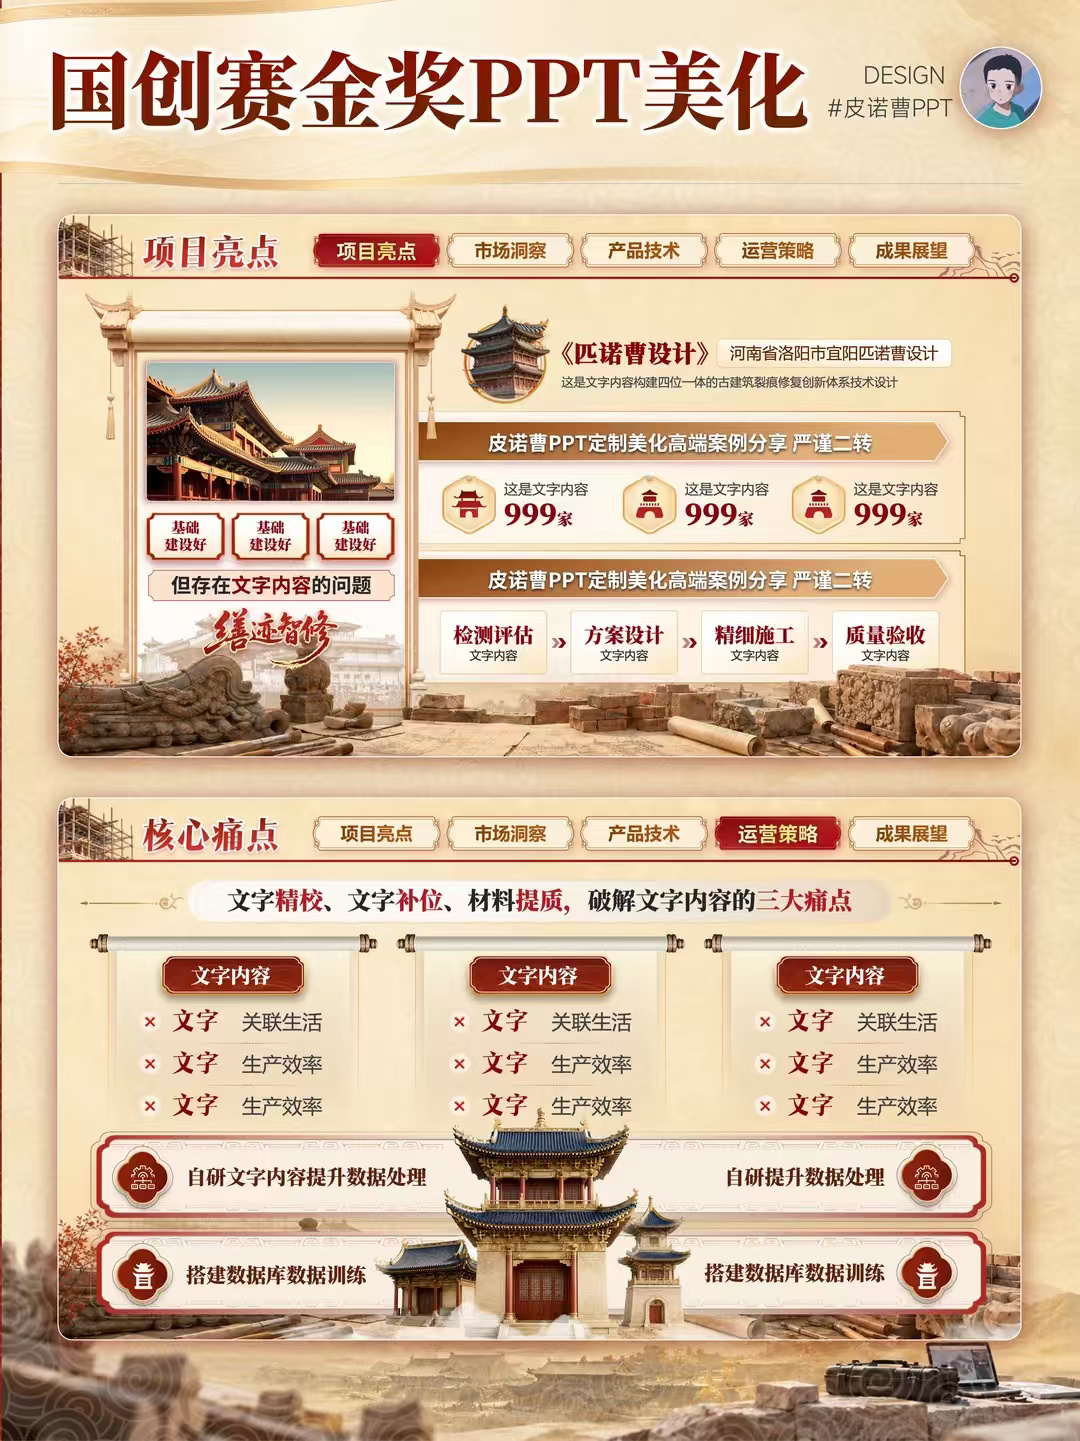 国创赛金奖PPT美化
DESIGN
#皮诺曹PPT
项目亮点
项目亮点
市场洞察
产品技术
运营策略
成果展望
《匹诺曹设计》
河南省洛阳市宜阳匹诺曹设计
这是文字内容构建四位一体的古建筑裂痕修复创新体系技术设计
皮诺曹PPT定制美化高端案例分享 严谨二转
这是文字内容
999家
这是文字内容
999家
这是文字内容
999家
基础
建设好
基础
建设好
基础
建设好
但存在文字内容的问题
缮迹智修
皮诺曹PPT定制美化高端案例分享 严谨二转
检测评估
文字内容
方案设计
文字内容
精细施工
文字内容
质量验收
文字内容
核心痛点
项目亮点
市场洞察
产品技术
运营策略
成果展望
文字精校、文字补位、材料提质，破解文字内容的三大痛点
文字内容
× 文字 关联生活
× 文字 生产效率
× 文字 生产效率
文字内容
× 文字 关联生活
× 文字 生产效率
× 文字 生产效率
文字内容
× 文字 关联生活
× 文字 生产效率
× 文字 生产效率
自研文字内容提升数据处理
自研提升数据处理
搭建数据库数据训练
搭建数据库数据训练